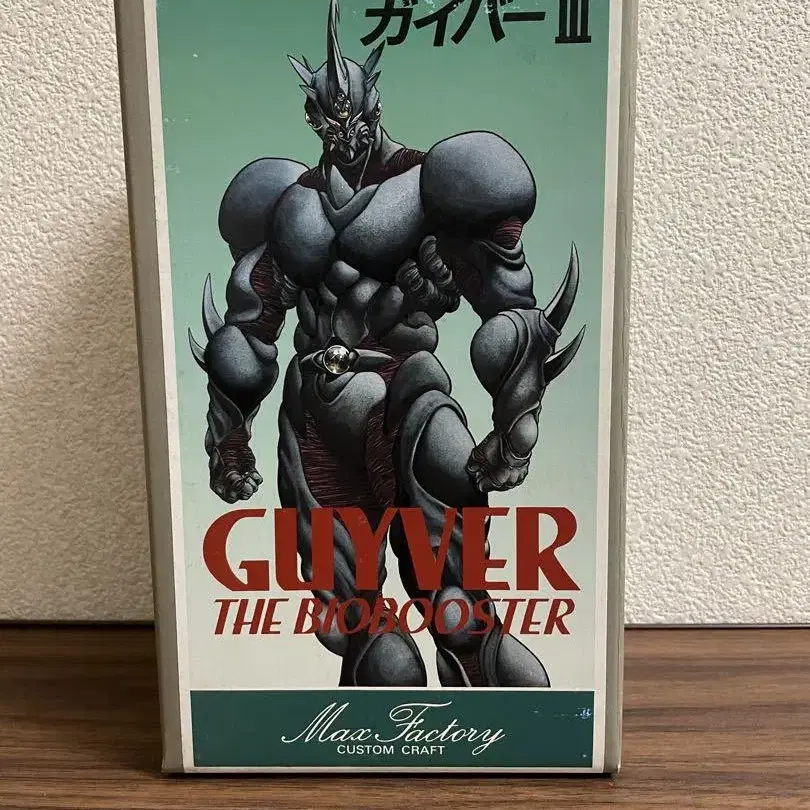 ガイバーIII
GUYVER
THE BIOBOOSTER
Max Factory
CUSTOM CRAFT